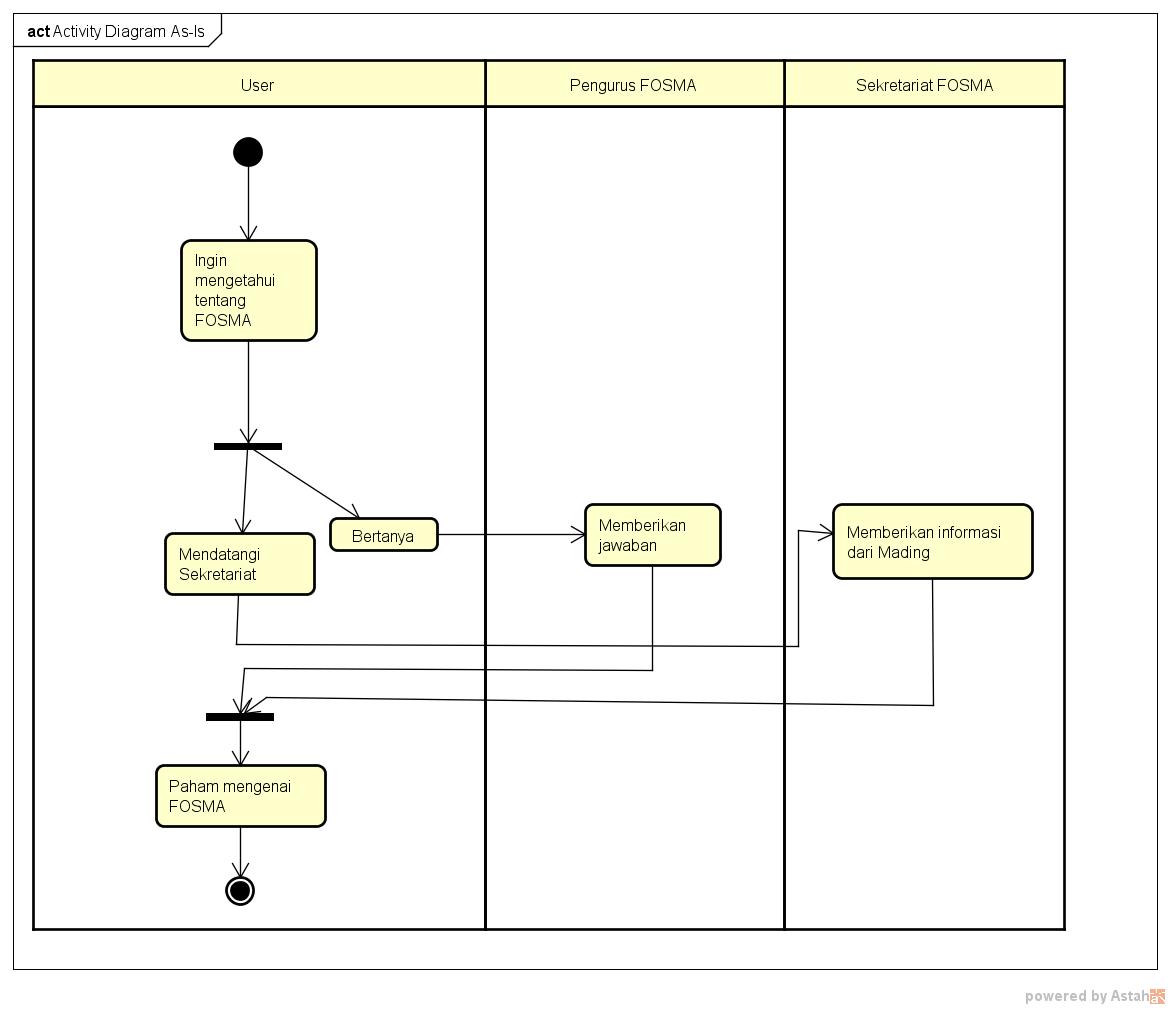 act Activity Diagram As-Is
User
Pengurus FOSMA
Sekretariat FOSMA
Ingin
mengetahui
tentang
FOSMA
Mendatangi
Sekretariat
Bertanya
Memberikan
jawaban
Memberikan informasi
dari Mading
Paham mengenai
FOSMA
powered by Astah